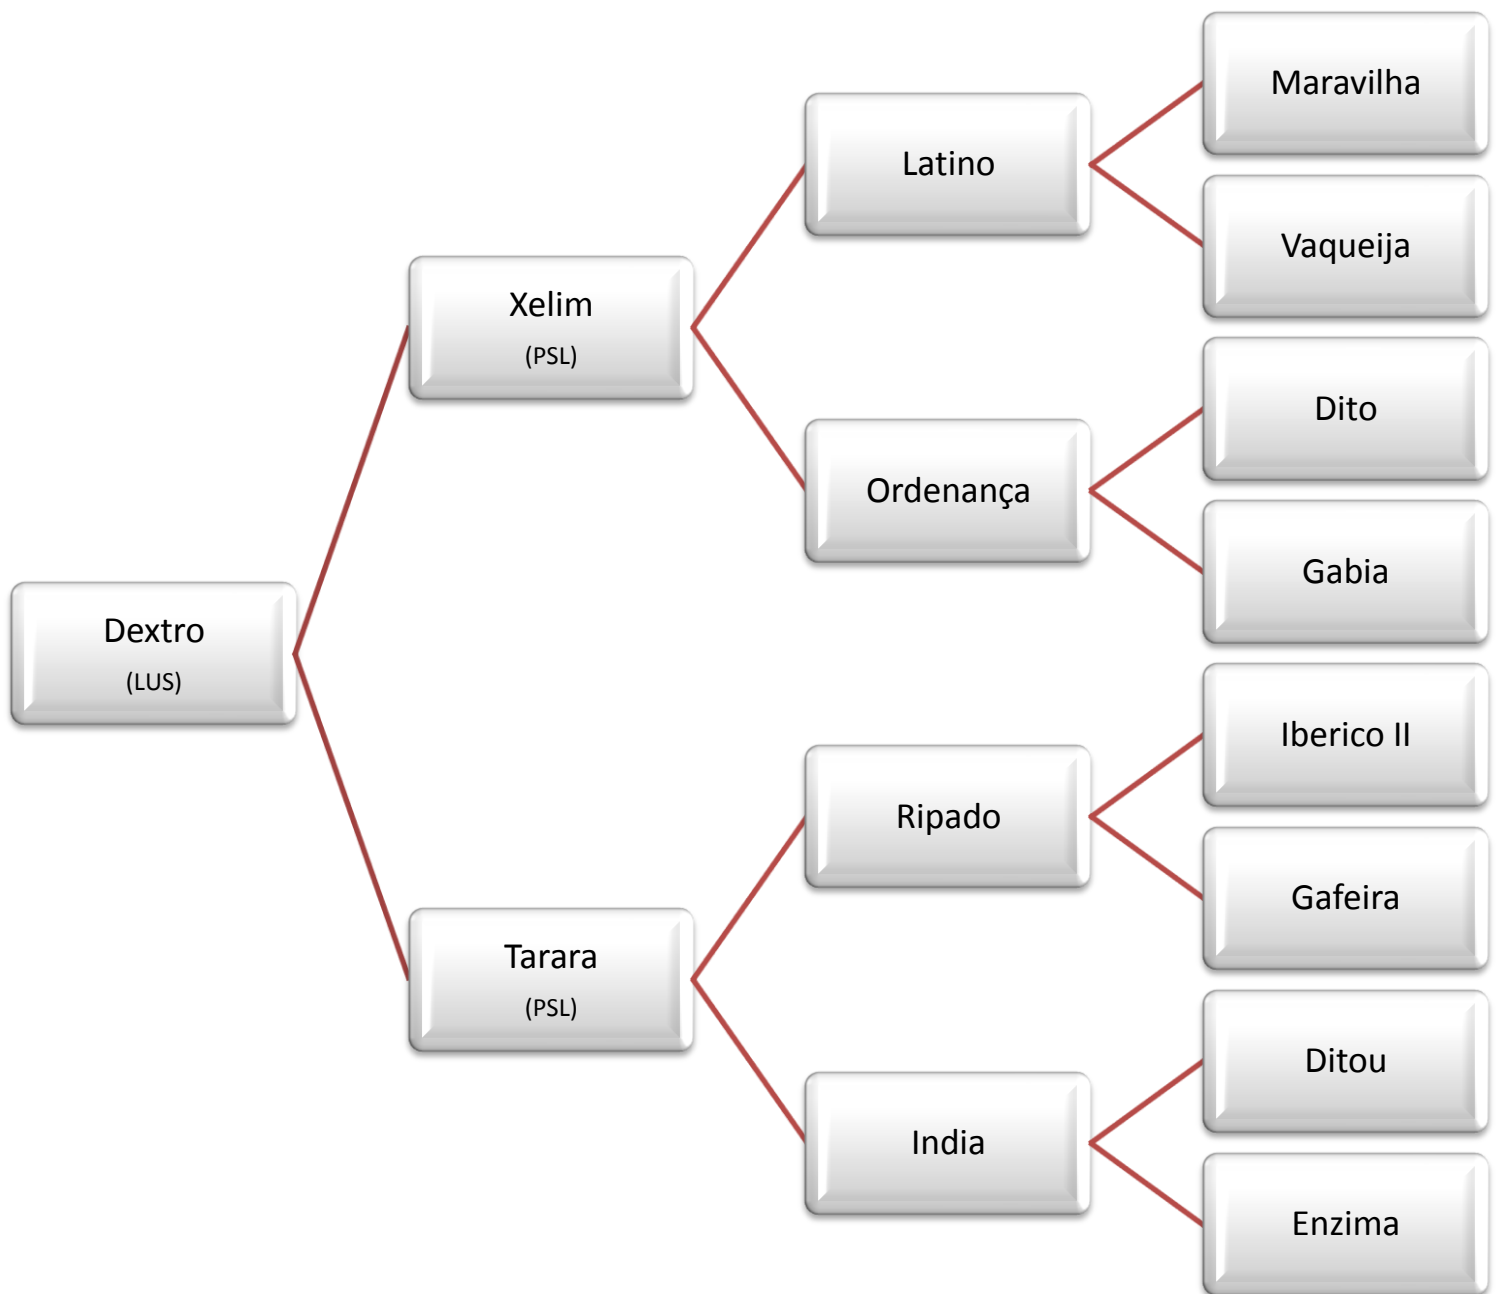 Maravilha
Latino
Vaqueija
Xelim
(PSL)
Dito
Ordenança
Gabia
Dextro
(LUS)
Iberico II
Ripado
Gafeira
Tarara
(PSL)
Ditou
India
Enzima